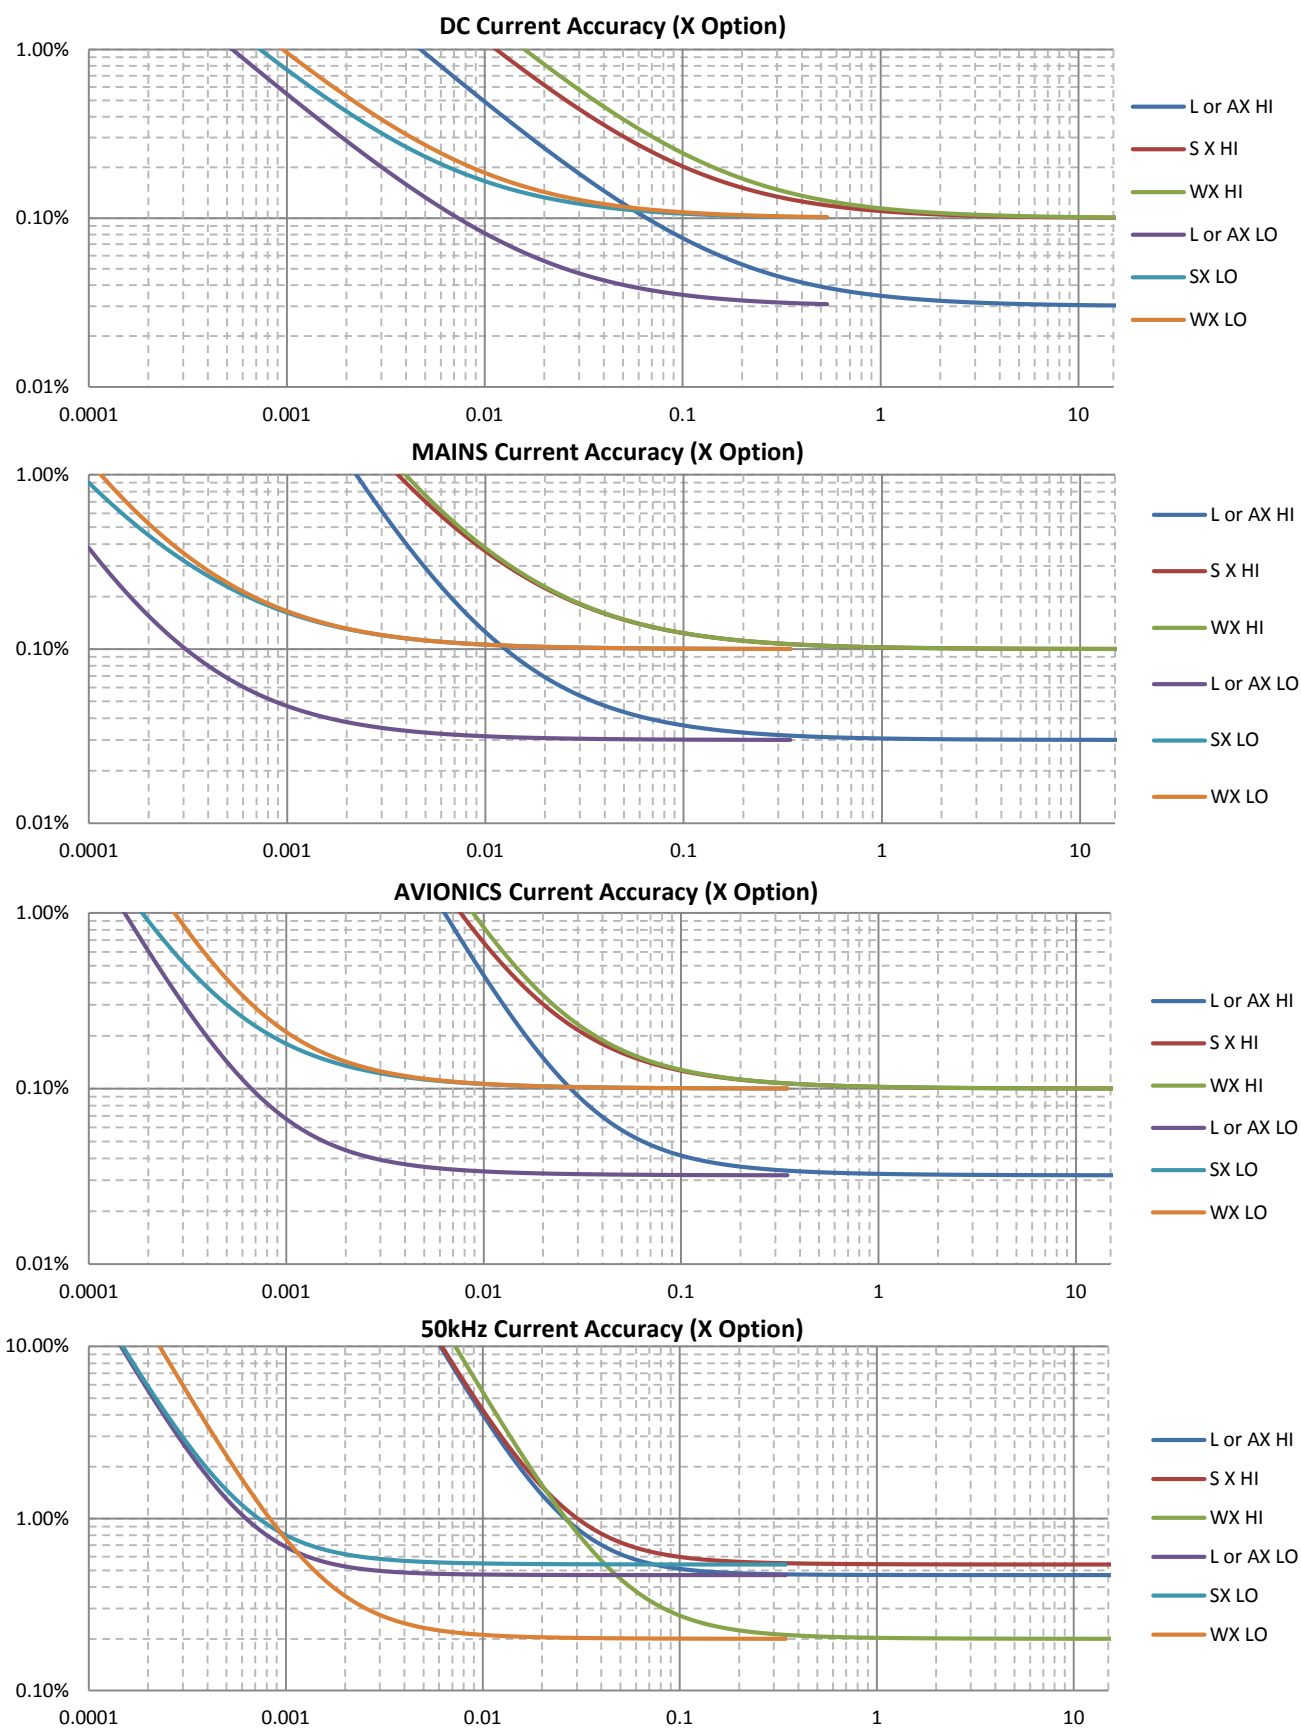 DC Current Accuracy (X Option)
1.00%
0.10%
0.01%
0.0001 0.001 0.01 0.1 1 10
L or AX HI
S X HI
WX HI
L or AX LO
SX LO
WX LO
MAINS Current Accuracy (X Option)
1.00%
0.10%
0.01%
0.0001 0.001 0.01 0.1 1 10
L or AX HI
S X HI
WX HI
L or AX LO
SX LO
WX LO
AVIONICS Current Accuracy (X Option)
1.00%
0.10%
0.01%
0.0001 0.001 0.01 0.1 1 10
L or AX HI
S X HI
WX HI
L or AX LO
SX LO
WX LO
50kHz Current Accuracy (X Option)
10.00%
1.00%
0.10%
0.0001 0.001 0.01 0.1 1 10
L or AX HI
S X HI
WX HI
L or AX LO
SX LO
WX LO